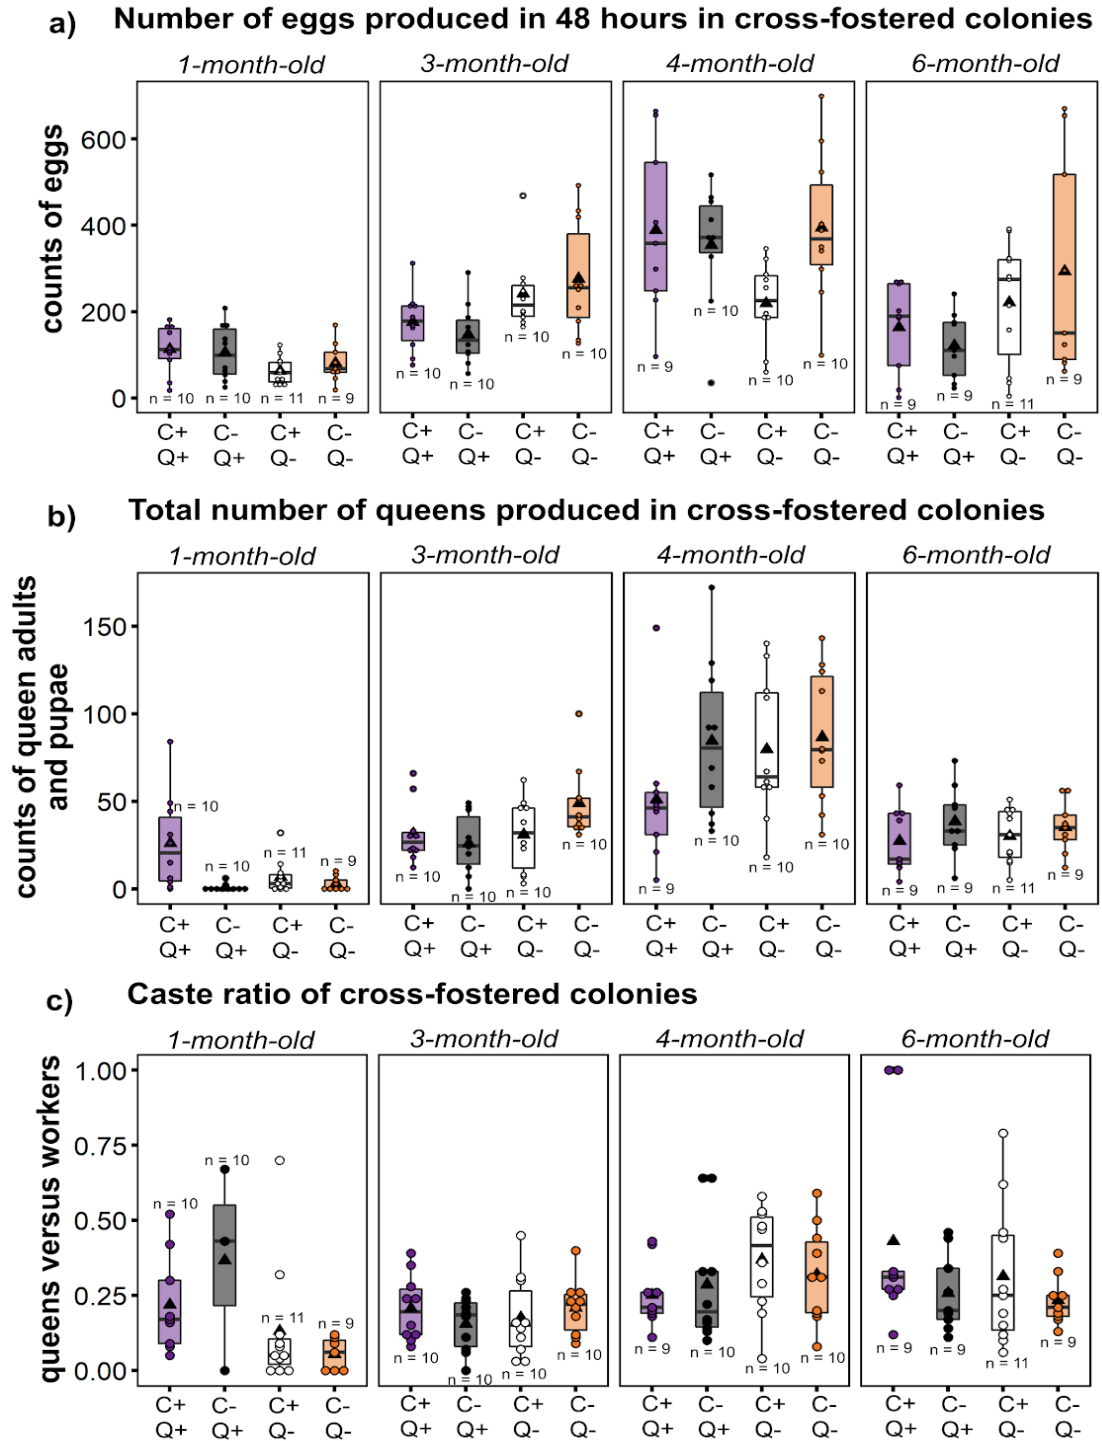 a) Number of eggs produced in 48 hours in cross-fostered colonies
1-month-old 3-month-old 4-month-old 6-month-old
counts of eggs
600
400
200
0
n = 10 n = 10 n = 11 n = 9
n = 10 n = 10 n = 10 n = 10
n = 9 n = 10 n = 10 n = 10
n = 9 n = 9 n = 11 n = 9
C+ C- C+ C- C+ C- C+ C- C+ C- C+ C- C+ C- C+ C-
Q+ Q+ Q- Q- Q+ Q+ Q- Q- Q+ Q+ Q- Q- Q+ Q+ Q- Q-
b) Total number of queens produced in cross-fostered colonies
1-month-old 3-month-old 4-month-old 6-month-old
counts of queen adults
and pupae
150
100
50
0
n = 10 n = 10 n = 11 n = 9
n = 10 n = 10 n = 10 n = 10
n = 9 n = 10 n = 10 n = 10
n = 9 n = 9 n = 11 n = 9
C+ C- C+ C- C+ C- C+ C- C+ C- C+ C- C+ C- C+ C-
Q+ Q+ Q- Q- Q+ Q+ Q- Q- Q+ Q+ Q- Q- Q+ Q+ Q- Q-
c) Caste ratio of cross-fostered colonies
1-month-old 3-month-old 4-month-old 6-month-old
queens versus workers
1.00
0.75
0.50
0.25
0.00
n = 10 n = 10 n = 11 n = 9
n = 10 n = 10 n = 10 n = 10
n = 9 n = 10 n = 10 n = 10
n = 9 n = 9 n = 11 n = 9
C+ C- C+ C- C+ C- C+ C- C+ C- C+ C- C+ C- C+ C-
Q+ Q+ Q- Q- Q+ Q+ Q- Q- Q+ Q+ Q- Q- Q+ Q+ Q- Q-